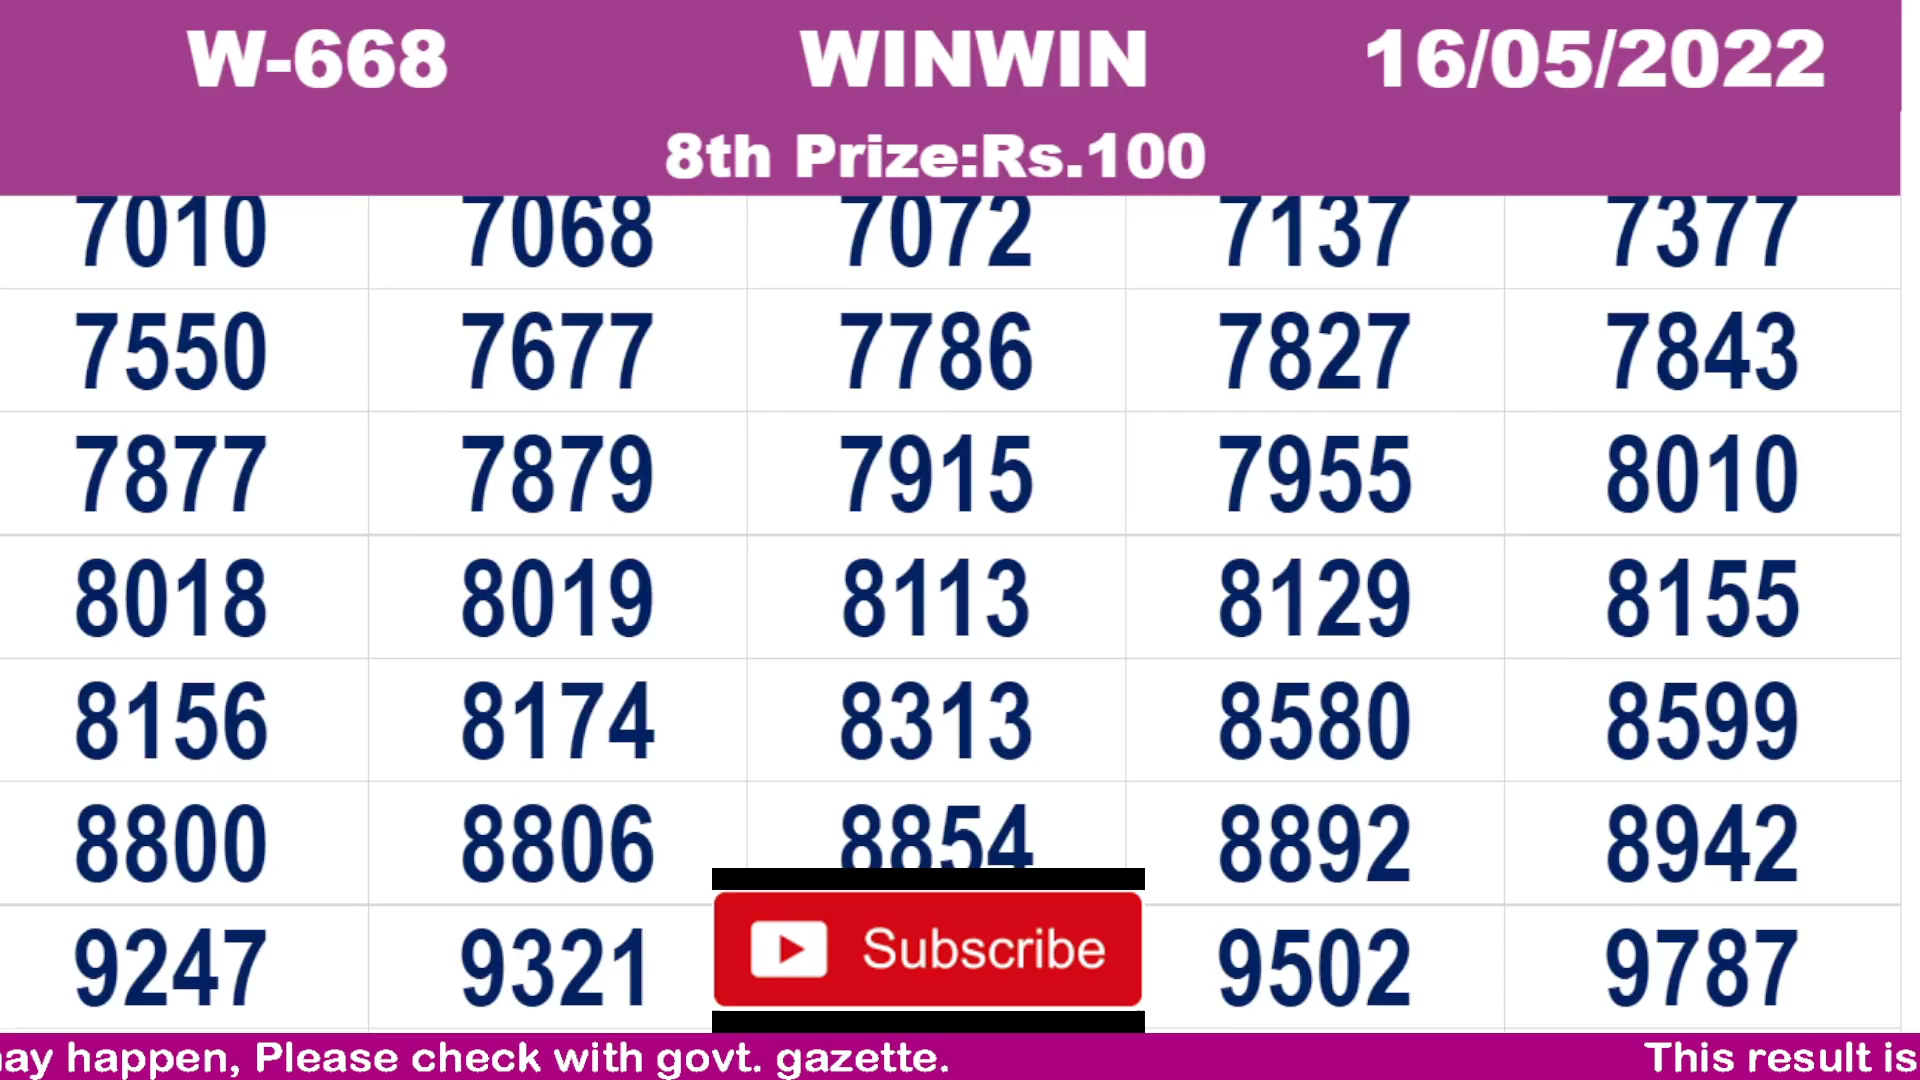 W-668 WINWIN 16/05/2022
8th Prize:Rs.100
7010 7068 7072 7137 7377
7550 7677 7786 7827 7843
7877 7879 7915 7955 8010
8018 8019 8113 8129 8155
8156 8174 8313 8580 8599
8800 8806 8854 8892 8942
9247 9321 Subscribe 9502 9787
happen, Please check with govt. gazette. This result is